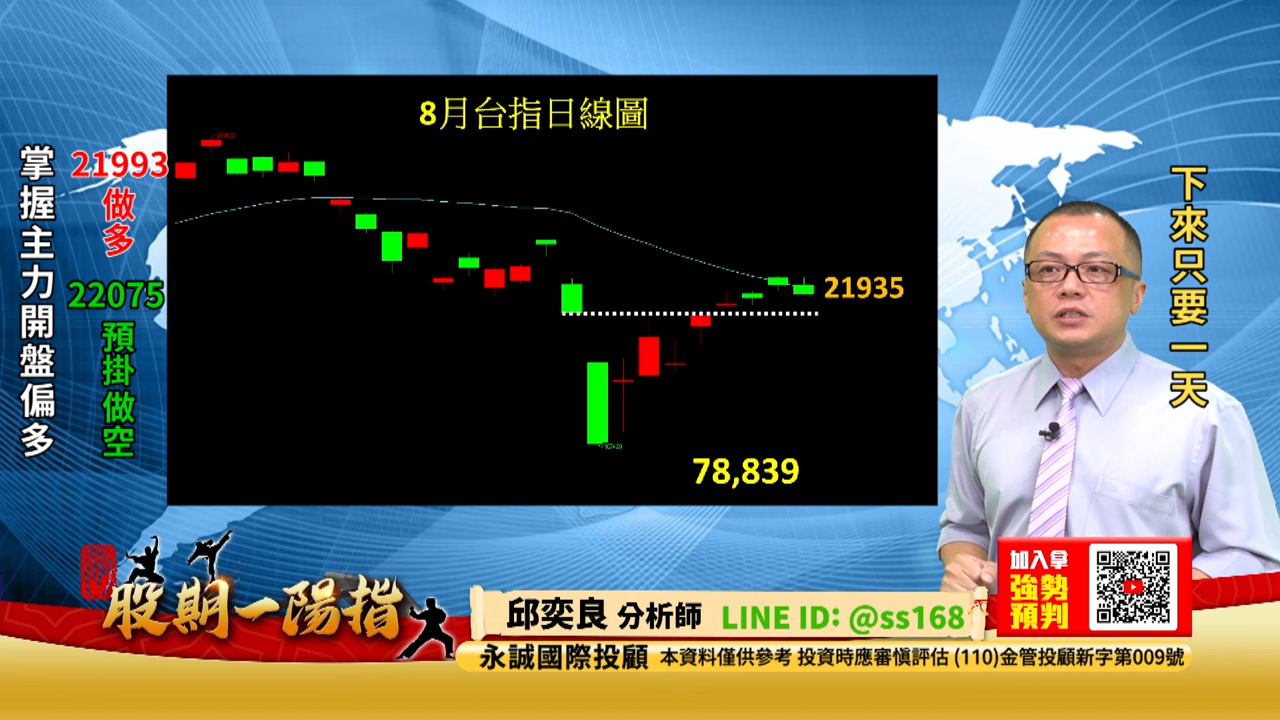 8月台指日線圖
掌握主力開盤偏多
21993
做多
22075
預掛做空
21935
78,839
下來只要一天
股期一陽指
加入拿
強勢
預判
邱奕良 分析師 LINE ID: @ss168
永誠國際投顧 本資料僅供參考 投資時應審慎評估 (110)金管投顧新字第009號